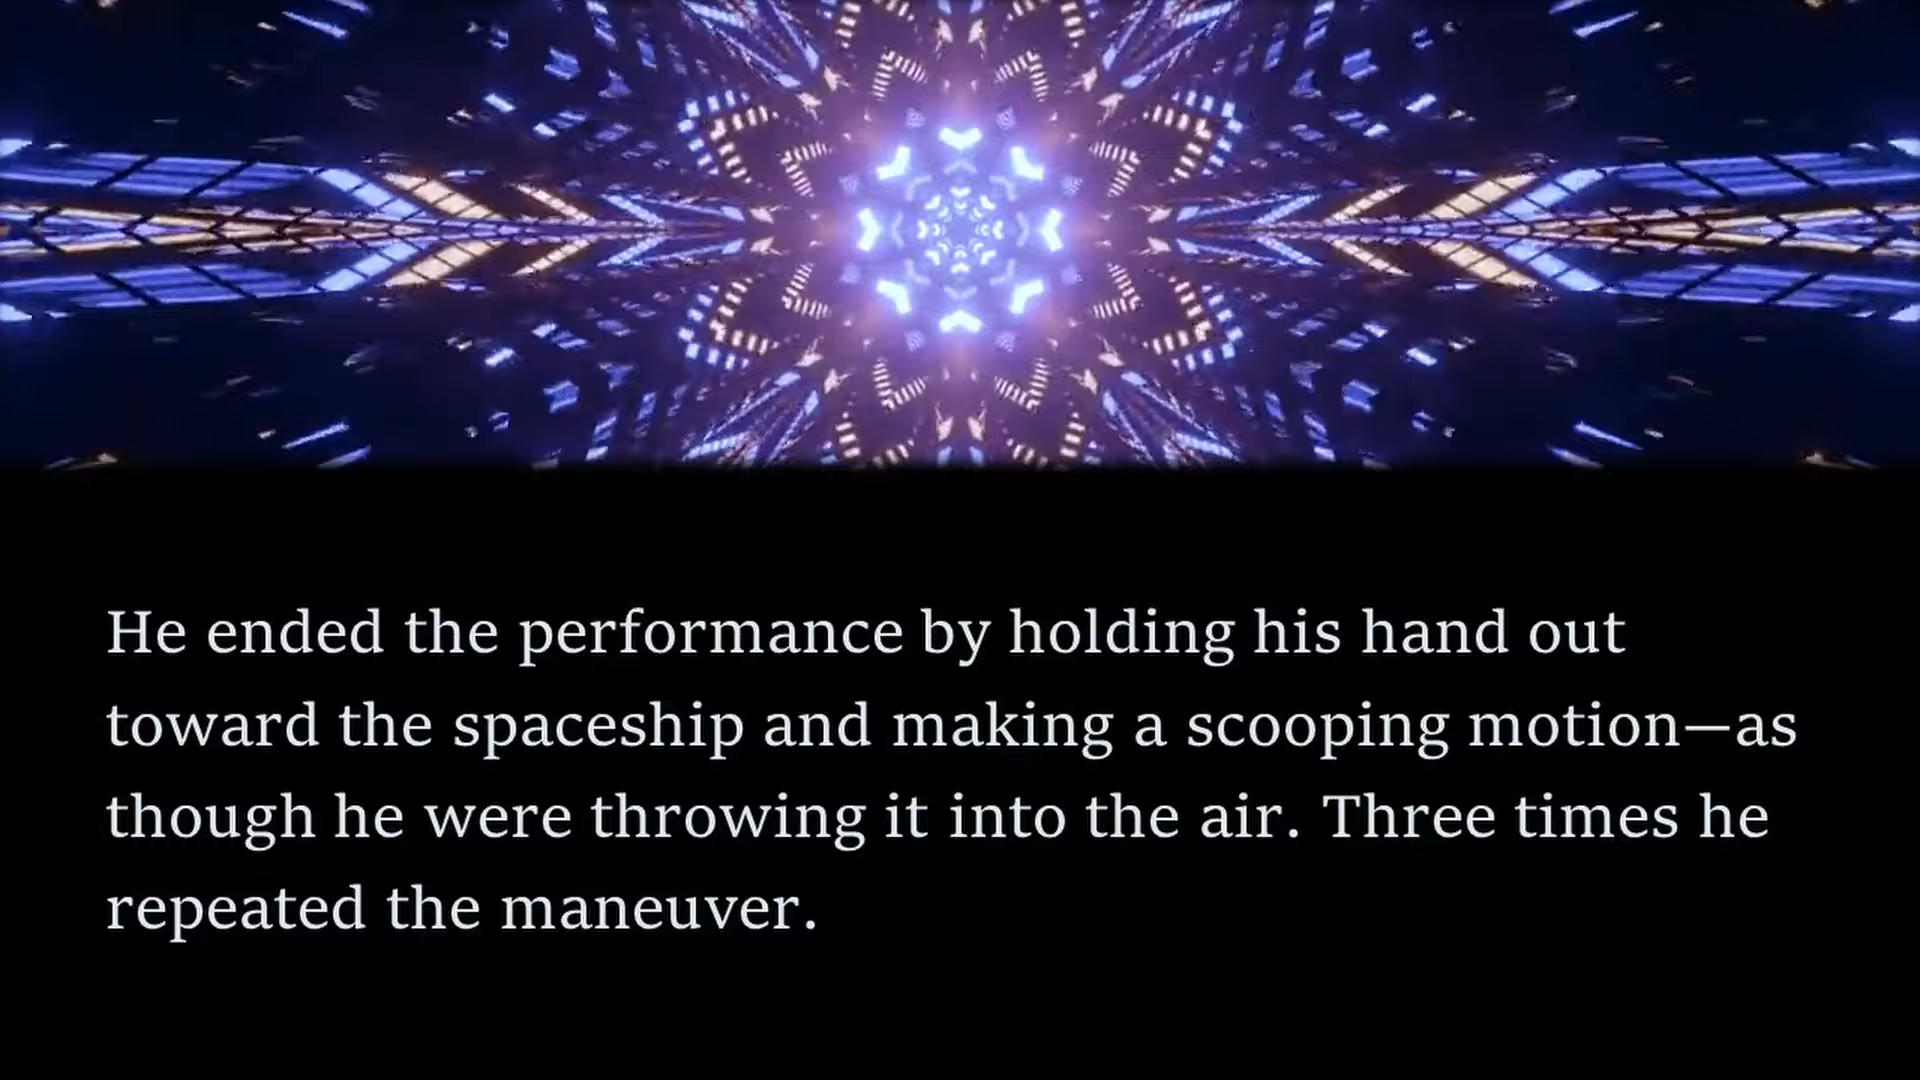 He ended the performance by holding his hand out
toward the spaceship and making a scooping motion—as
though he were throwing it into the air. Three times he
repeated the maneuver.